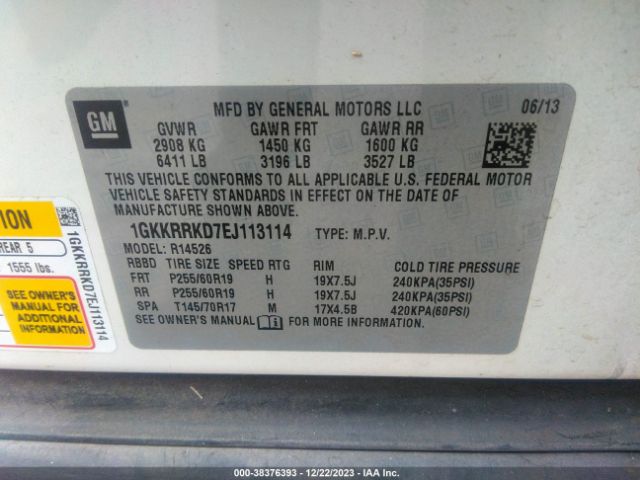 GM
MFD BY GENERAL MOTORS LLC 06/13
GVWR GAWR FRT GAWR RR
2908 KG 1450 KG 1600 KG
6411 LB 3196 LB 3527 LB
THIS VEHICLE CONFORMS TO ALL APPLICABLE U.S. FEDERAL MOTOR
VEHICLE SAFETY STANDARDS IN EFFECT ON THE DATE OF
MANUFACTURE SHOWN ABOVE.
1GKKRRKD7EJ113114 TYPE: M.P.V.
MODEL: R14526
RBBD TIRE SIZE SPEED RTG RIM COLD TIRE PRESSURE
FRT P255/60R19 H 19X7.5J 240KPA(35PSI)
RR P255/60R19 H 19X7.5J 240KPA(35PSI)
SPA T145/70R17 M 17X4.5B 420KPA(60PSI)
SEE OWNER'S MANUAL FOR MORE INFORMATION
TION
REAR 5
1555 lbs.
SEE OWNER'S
MANUAL FOR
ADDITIONAL
INFORMATION
1GKKRRKD7EJ113114
000-38376393 - 12/22/2023 - IAA Inc.